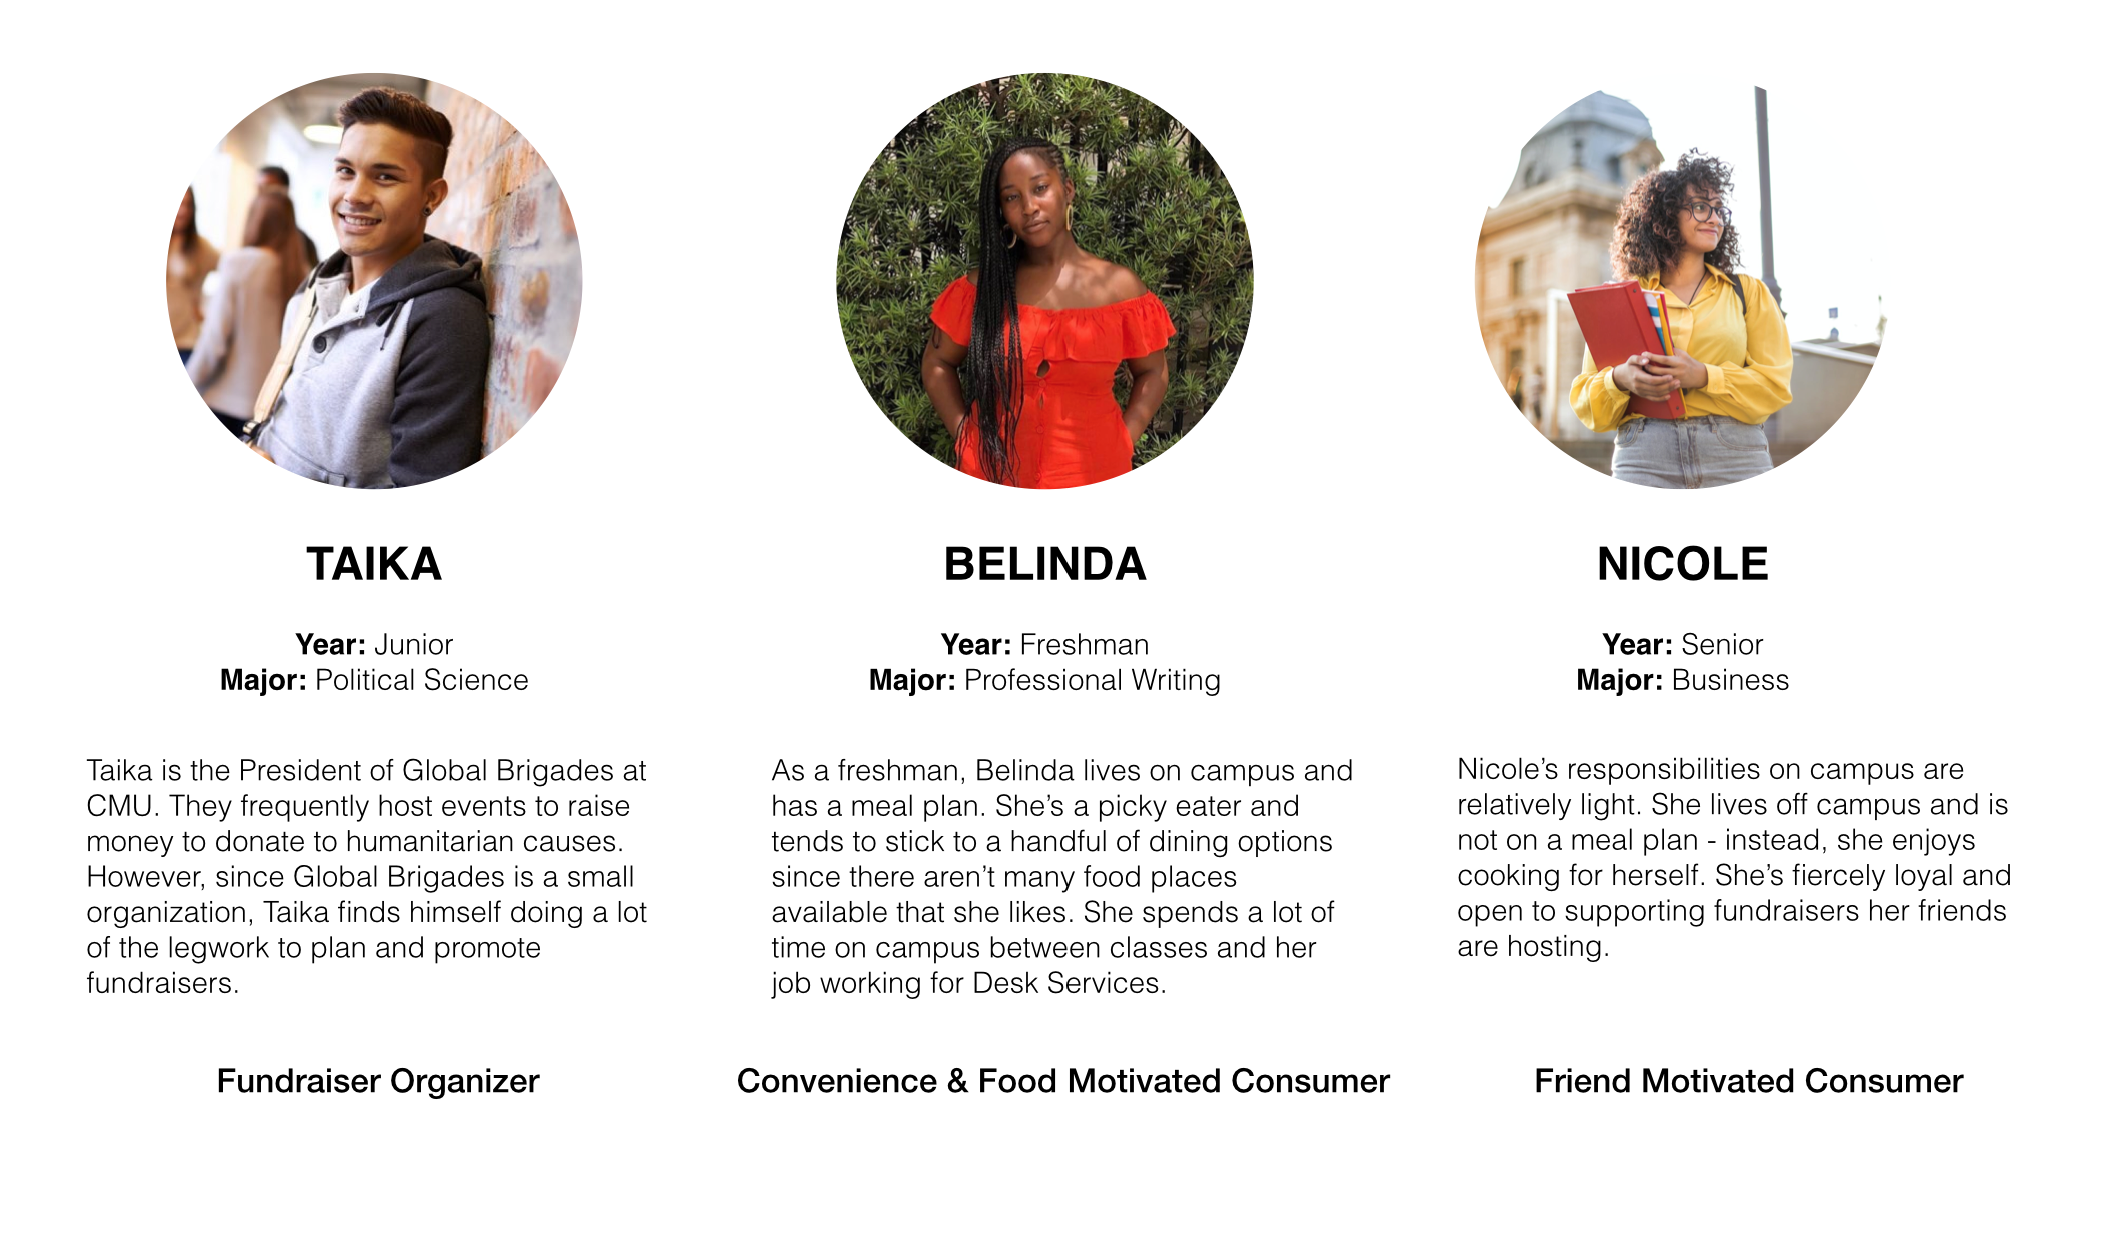 TAIKA
Year: Junior
Major: Political Science
Taika is the President of Global Brigades at
CMU. They frequently host events to raise
money to donate to humanitarian causes.
However, since Global Brigades is a small
organization, Taika finds himself doing a lot
of the legwork to plan and promote
fundraisers.
Fundraiser Organizer
BELINDA
Year: Freshman
Major: Professional Writing
As a freshman, Belinda lives on campus and
has a meal plan. She’s a picky eater and
tends to stick to a handful of dining options
since there aren’t many food places
available that she likes. She spends a lot of
time on campus between classes and her
job working for Desk Services.
Convenience & Food Motivated Consumer
NICOLE
Year: Senior
Major: Business
Nicole’s responsibilities on campus are
relatively light. She lives off campus and is
not on a meal plan - instead, she enjoys
cooking for herself. She’s fiercely loyal and
open to supporting fundraisers her friends
are hosting.
Friend Motivated Consumer